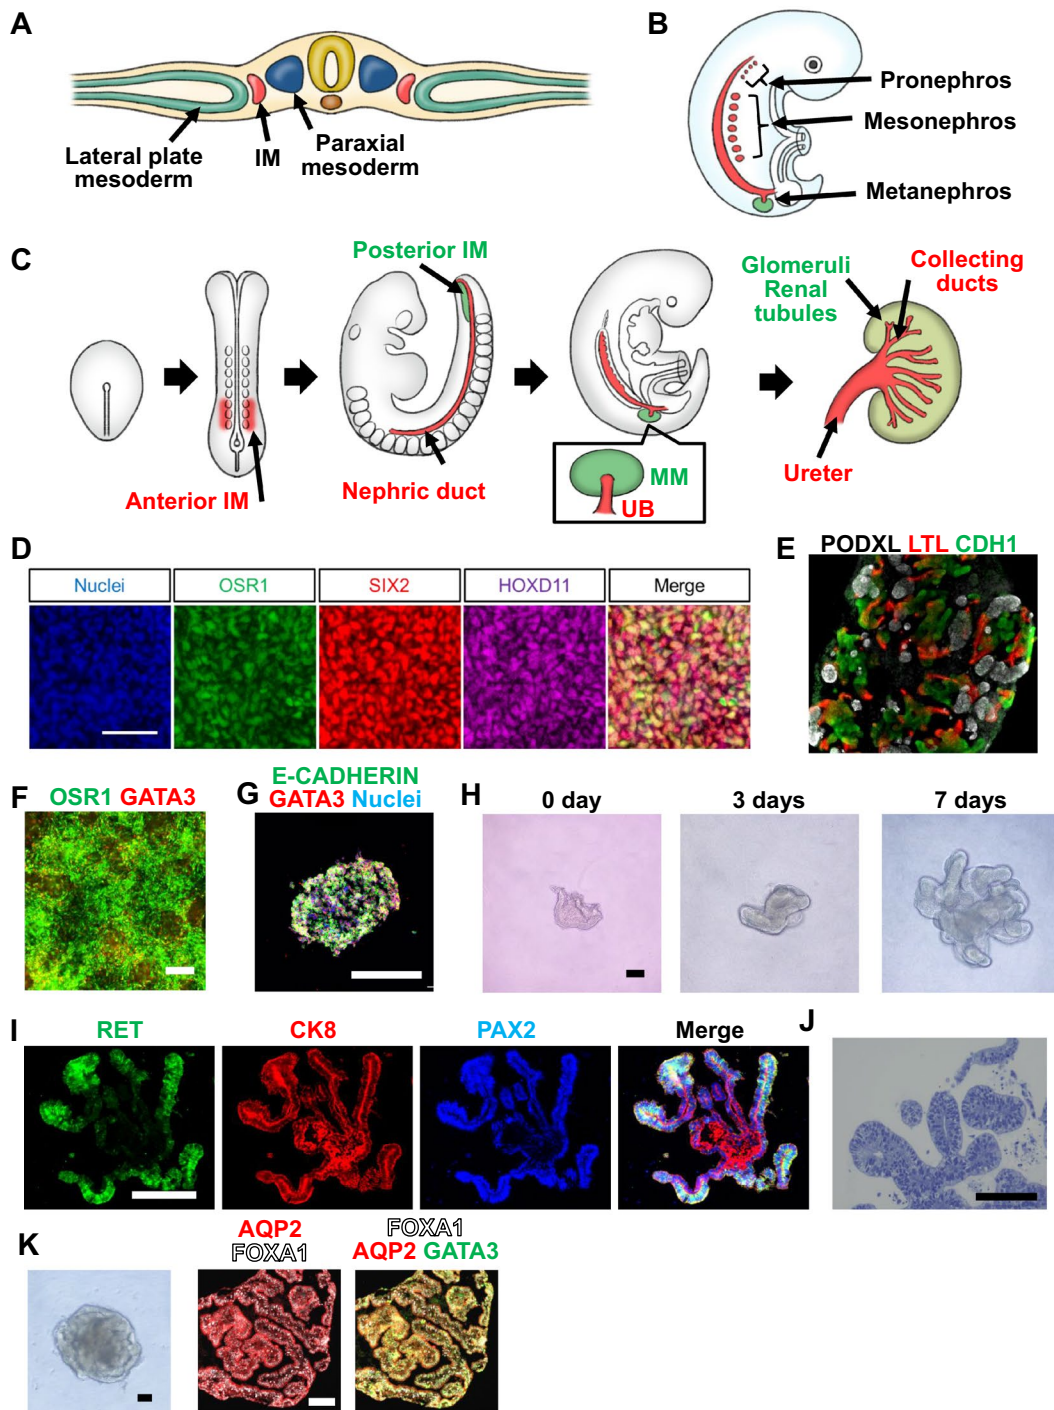 A
Lateral plate
mesoderm
IM
Paraxial
mesoderm
B
Pronephros
Mesonephros
Metanephros
C
Anterior IM
Posterior IM
Nephric duct
MM
UB
Glomeruli
Renal
tubules
Collecting
ducts
Ureter
D
Nuclei
OSR1
SIX2
HOXD11
Merge
E
PODXL LTL CDH1
F
OSR1 GATA3
G
E-CADHERIN
GATA3 Nuclei
H
0 day
3 days
7 days
I
RET
CK8
PAX2
Merge
J
K
AQP2
FOXA1
FOXA1
AQP2 GATA3